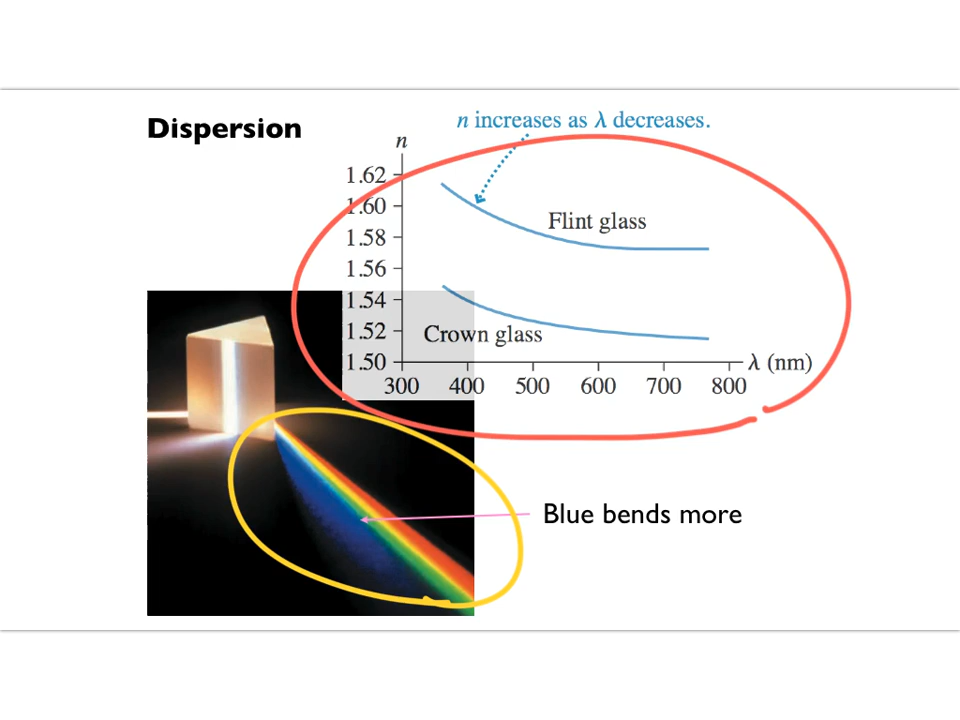 Dispersion
n increases as λ decreases.
n
1.62
1.60
Flint glass
1.58
1.56
1.54
1.52
Crown glass
1.50
λ (nm)
300 400 500 600 700 800
Blue bends more